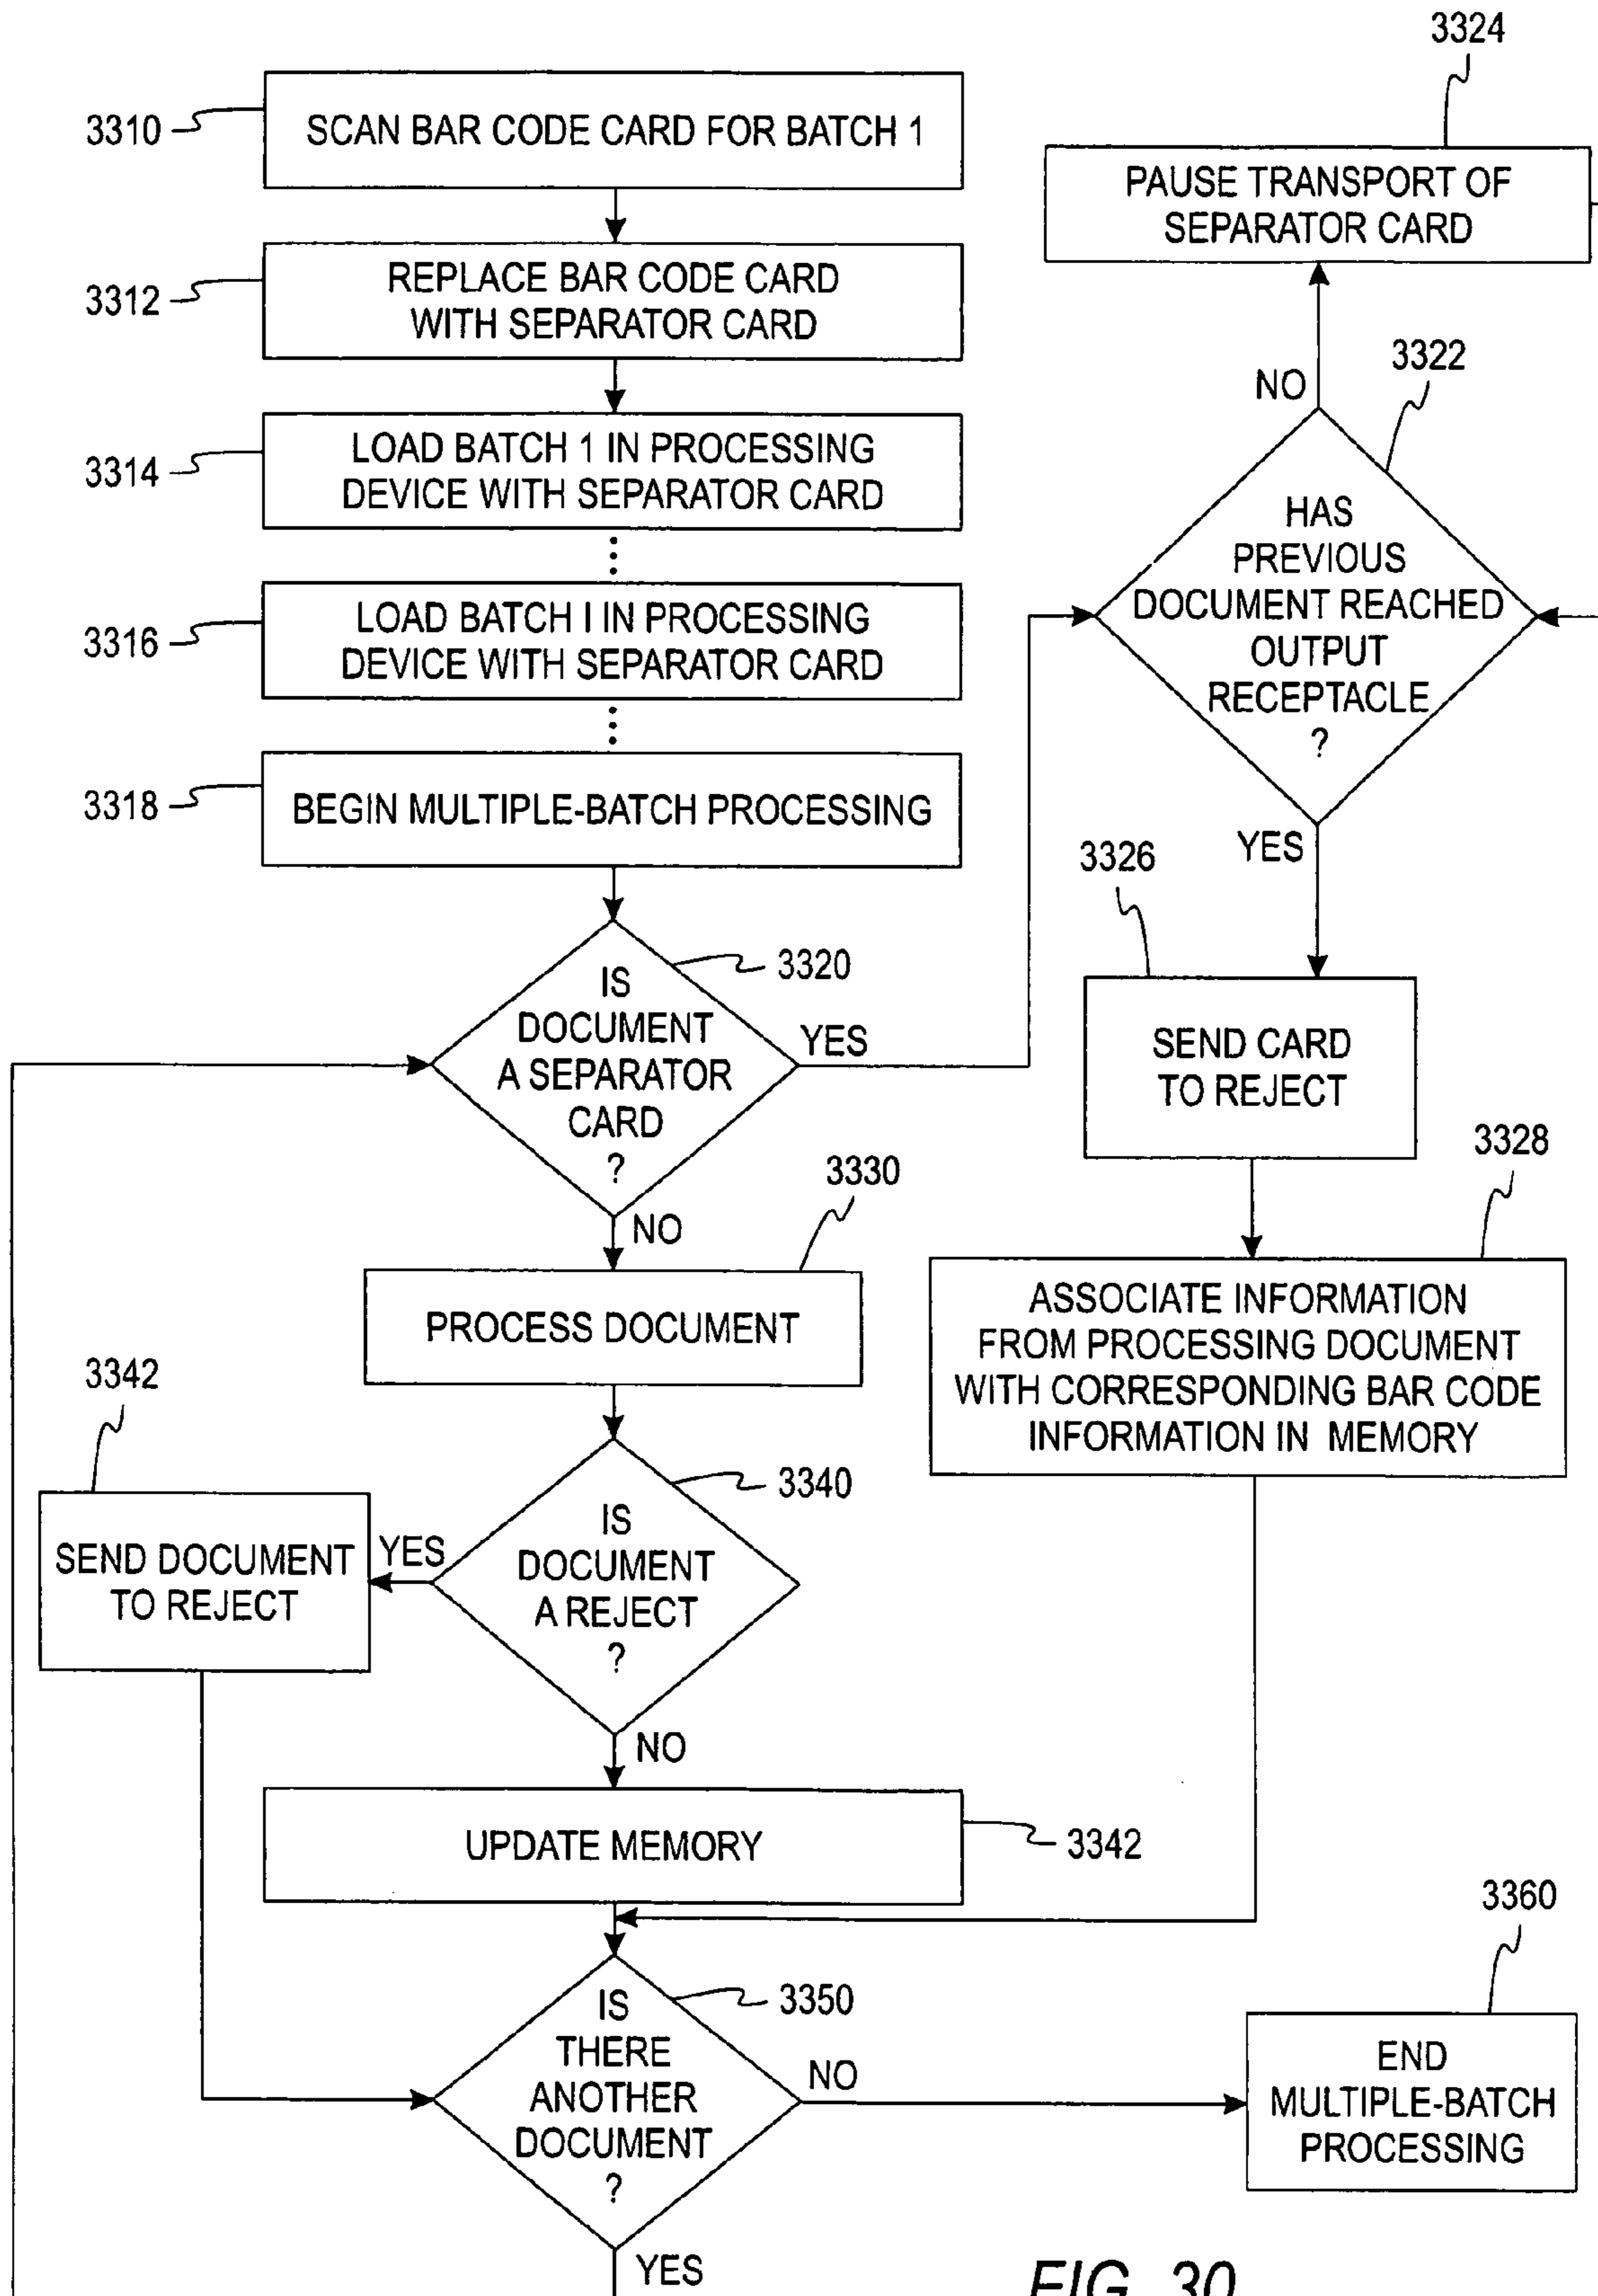 3324
3310
SCAN BAR CODE CARD FOR BATCH 1
PAUSE TRANSPORT OF
SEPARATOR CARD
3312
REPLACE BAR CODE CARD
WITH SEPARATOR CARD
3322
NO
3314
LOAD BATCH 1 IN PROCESSING
DEVICE WITH SEPARATOR CARD
HAS
PREVIOUS
DOCUMENT REACHED
OUTPUT
RECEPTACLE
?
3316
LOAD BATCH I IN PROCESSING
DEVICE WITH SEPARATOR CARD
3318
BEGIN MULTIPLE-BATCH PROCESSING
YES
3326
3320
IS
DOCUMENT
A SEPARATOR
CARD
?
YES
SEND CARD
TO REJECT
3328
NO
3330
PROCESS DOCUMENT
ASSOCIATE INFORMATION
FROM PROCESSING DOCUMENT
WITH CORRESPONDING BAR CODE
INFORMATION IN MEMORY
3342
3340
SEND DOCUMENT
TO REJECT
YES
IS
DOCUMENT
A REJECT
?
NO
UPDATE MEMORY
3342
3360
3350
IS
THERE
ANOTHER
DOCUMENT
?
NO
END
MULTIPLE-BATCH
PROCESSING
YES
FIG. 30